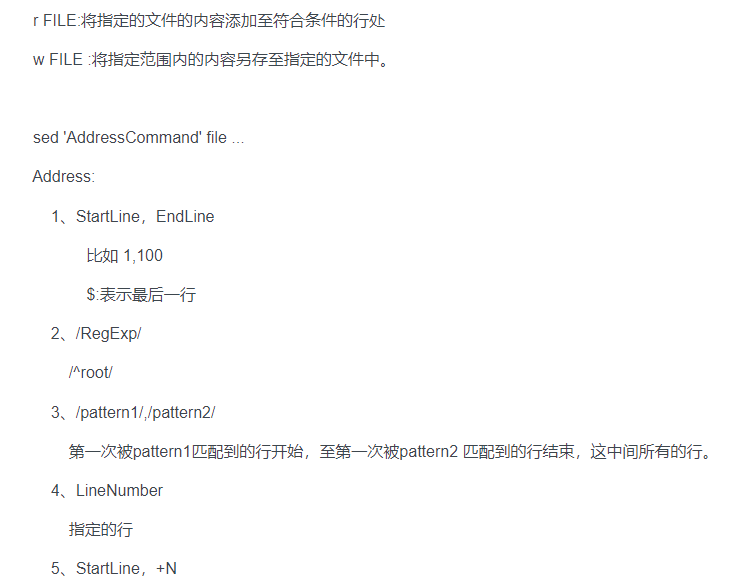 r FILE:将指定的文件的内容添加至符合条件的行处
w FILE :将指定范围内的内容另存至指定的文件中。
sed 'AddressCommand' file ...
Address:
1、StartLine，EndLine
比如 1,100
$:表示最后一行
2、/RegExp/
/^root/
3、/pattern1/,/pattern2/
第一次被pattern1匹配到的行开始，至第一次被pattern2 匹配到的行结束，这中间所有的行。
4、LineNumber
指定的行
5、StartLine，+N